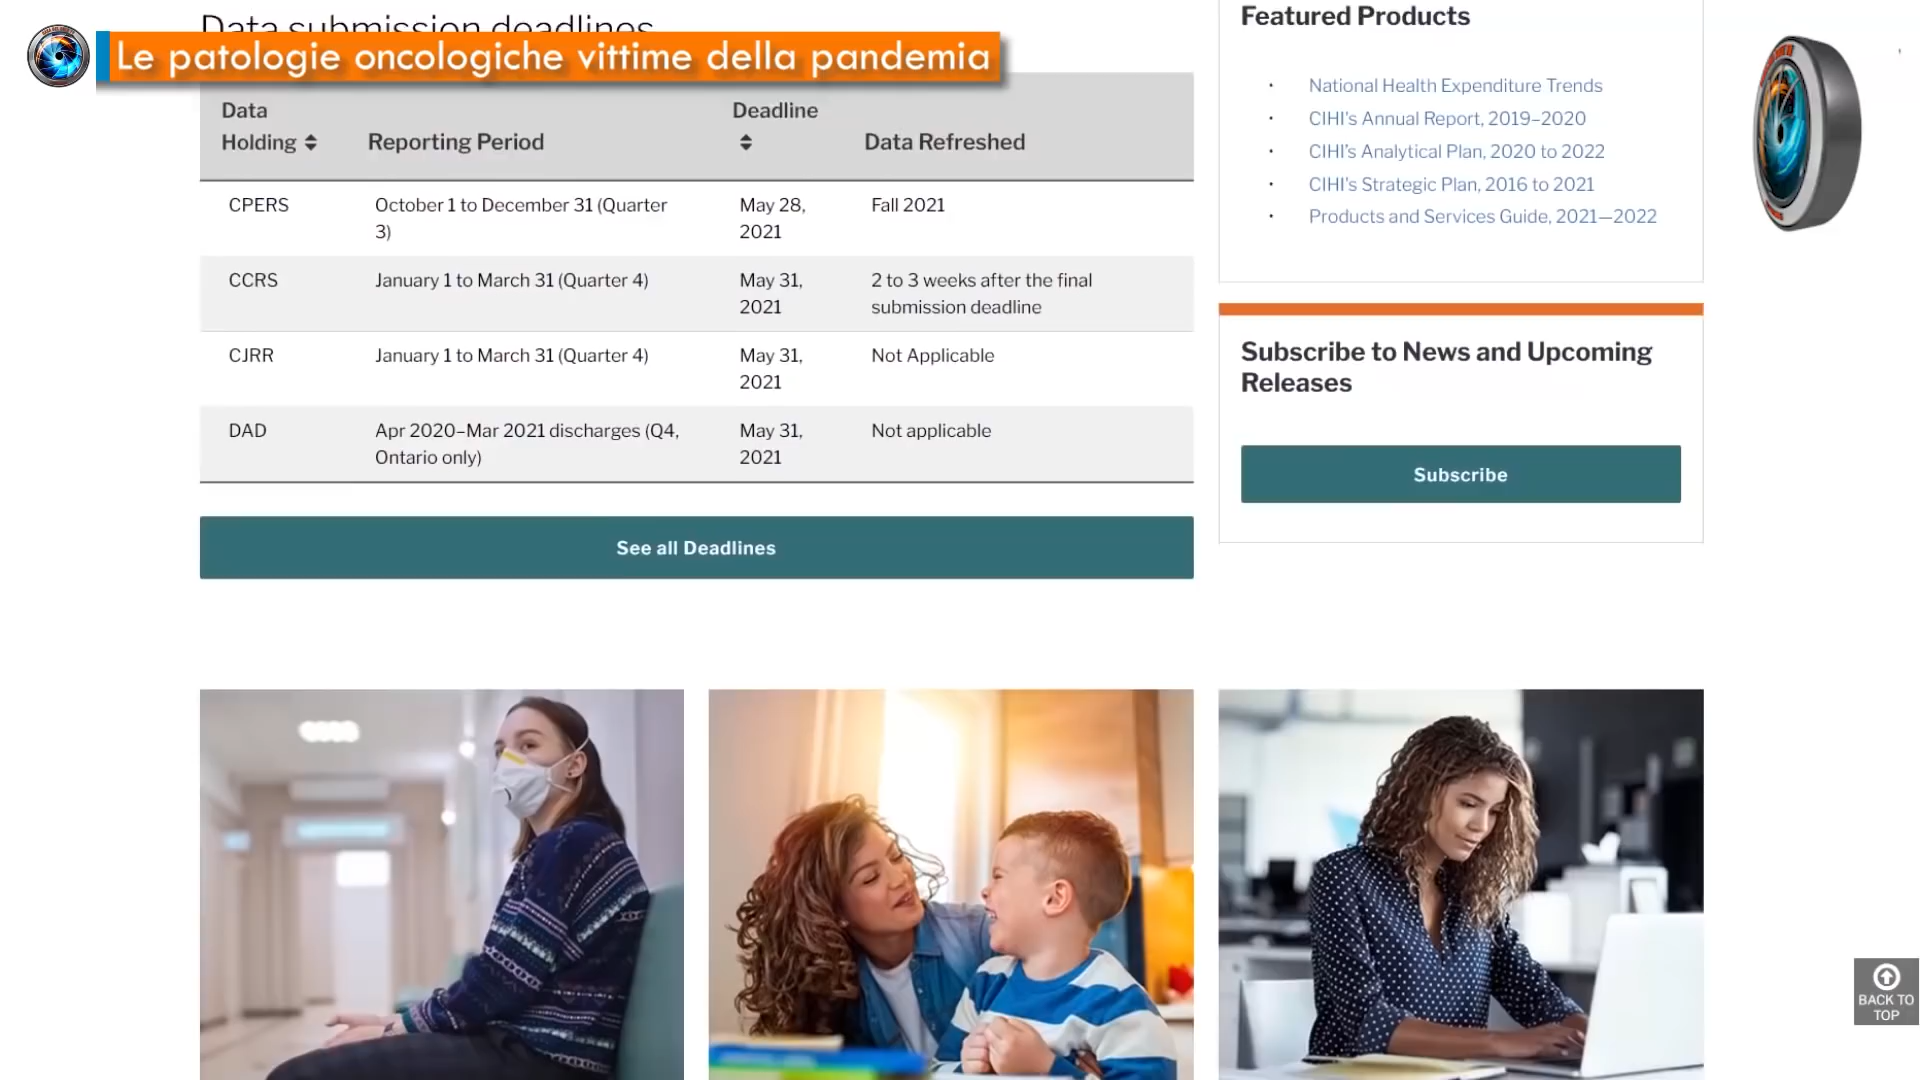 Data submission deadlines
Le patologie oncologiche vittime della pandemia
Data
Holding
Reporting Period
Deadline
Data Refreshed
CPERS
October 1 to December 31 (Quarter
3)
May 28,
2021
Fall 2021
CCRS
January 1 to March 31 (Quarter 4)
May 31,
2021
2 to 3 weeks after the final
submission deadline
CJRR
January 1 to March 31 (Quarter 4)
May 31,
2021
Not Applicable
DAD
Apr 2020–Mar 2021 discharges (Q4,
Ontario only)
May 31,
2021
Not applicable
See all Deadlines
Featured Products
National Health Expenditure Trends
CIHI's Annual Report, 2019–2020
CIHI’s Analytical Plan, 2020 to 2022
CIHI's Strategic Plan, 2016 to 2021
Products and Services Guide, 2021—2022
Subscribe to News and Upcoming
Releases
Subscribe
BACK TO
TOP